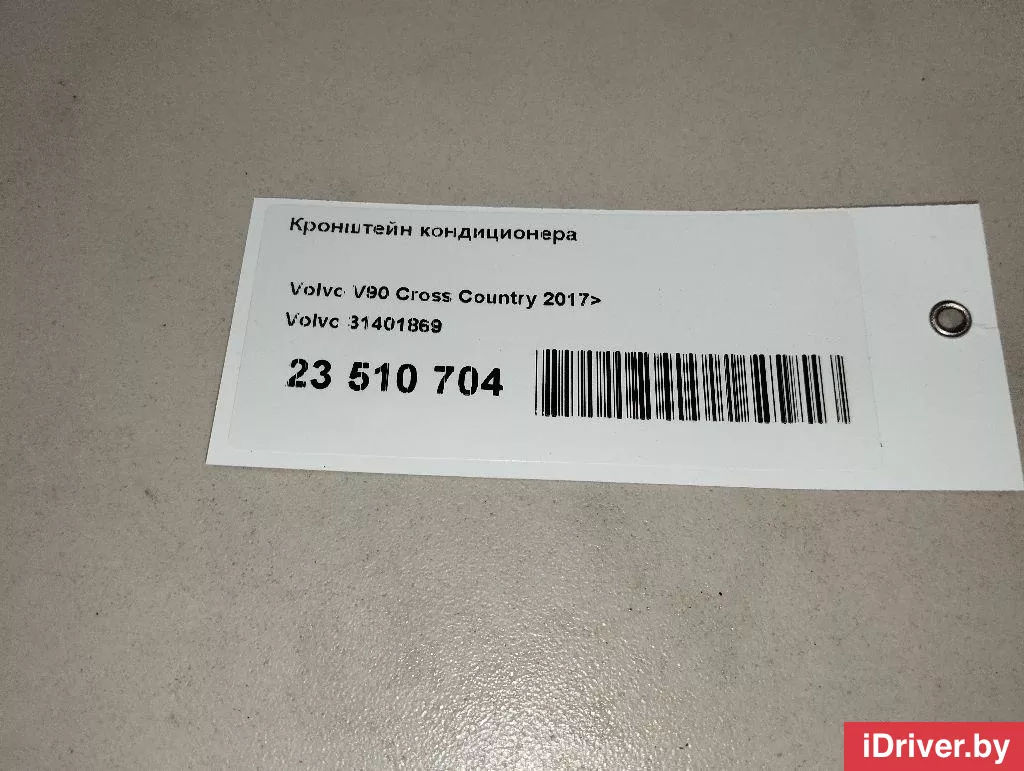 Кронштейн кондиционера
Volvo V90 Cross Country 2017>
Volvo 31401869
23 510 704
iDriver.by